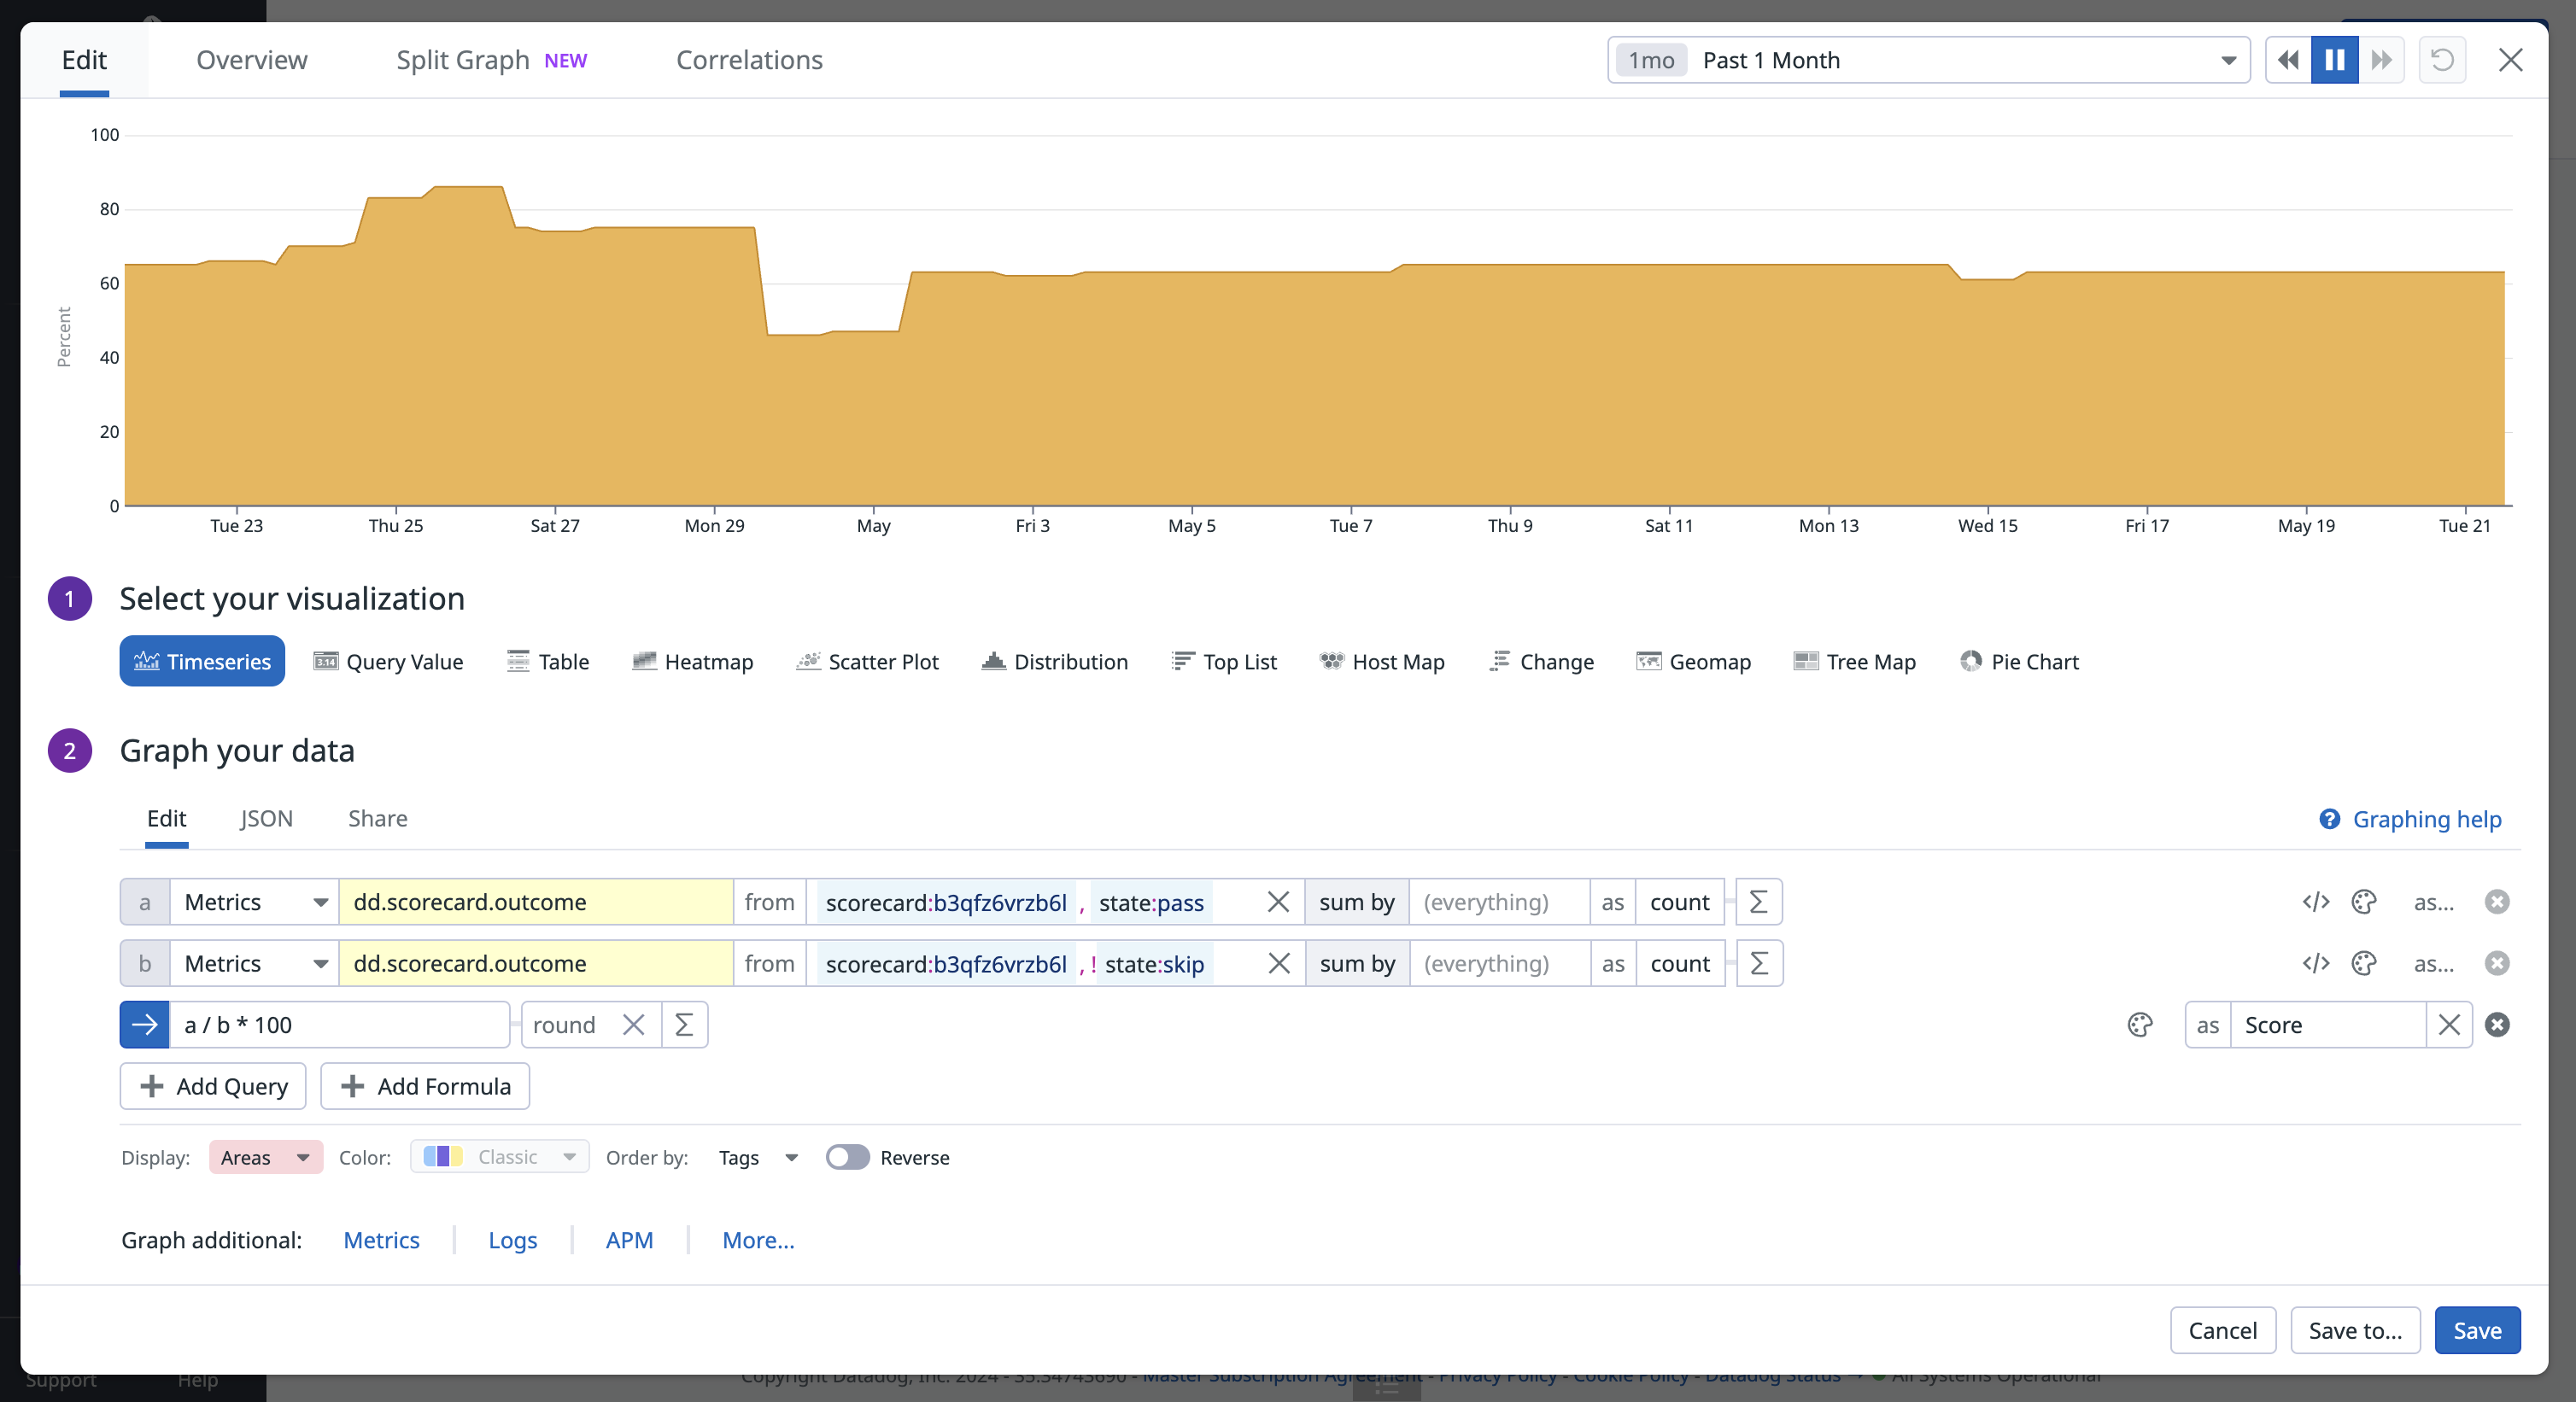 Edit Overview Split Graph NEW Correlations 1mo Past 1 Month
100
80
60
40
20
0
Percent
Tue 23 Thu 25 Sat 27 Mon 29 May Fri 3 May 5 Tue 7 Thu 9 Sat 11 Mon 13 Wed 15 Fri 17 May 19 Tue 21
1 Select your visualization
Timeseries 3.14 Query Value Table Heatmap Scatter Plot Distribution Top List Host Map Change Geomap Tree Map Pie Chart
2 Graph your data
Edit JSON Share ? Graphing help
a Metrics dd.scorecard.outcome from scorecard:b3qfz6vrzb6l , state:pass sum by (everything) as count Σ </> as...
b Metrics dd.scorecard.outcome from scorecard:b3qfz6vrzb6l , ! state:skip sum by (everything) as count Σ </> as...
a / b * 100 round Σ as Score
+ Add Query + Add Formula
Display: Areas Color: Classic Order by: Tags Reverse
Graph additional: Metrics Logs APM More...
Cancel Save to... Save
Support Help Copyright Datadog, Inc. 2024 - 35.34743690 - Master Subscription Agreement - Privacy Policy - Cookie Policy - Datadog Status → All Systems Operational